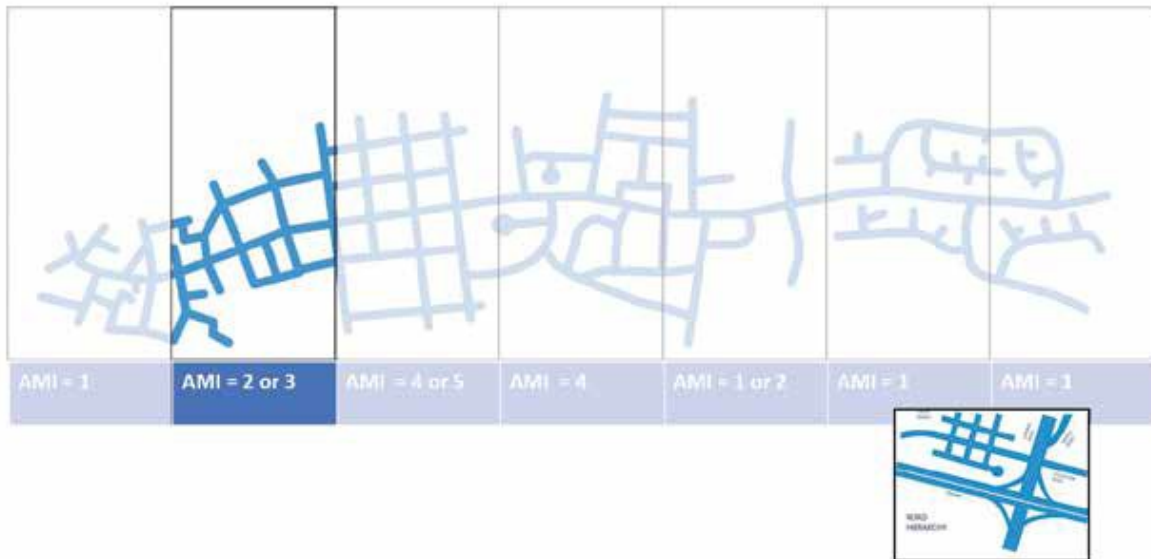 AMI = 1
AMI = 2 or 3
AMI = 4 or 5
AMI = 4
AMI = 1 or 2
AMI = 1
AMI = 1
ROAD
HIERARCHY